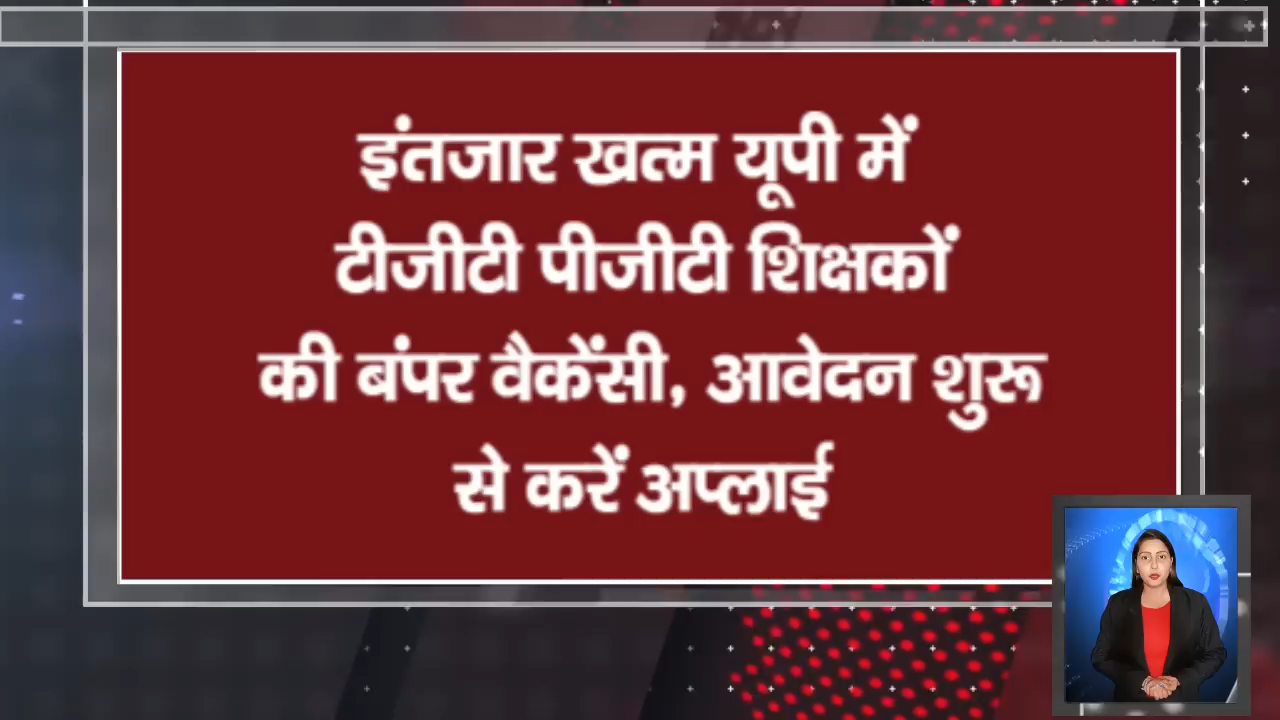 इंतजार खत्म यूपी में
टीजीटी पीजीटी शिक्षकों
की बंपर वैकेंसी, आवेदन शुरू
से करें अप्लाई